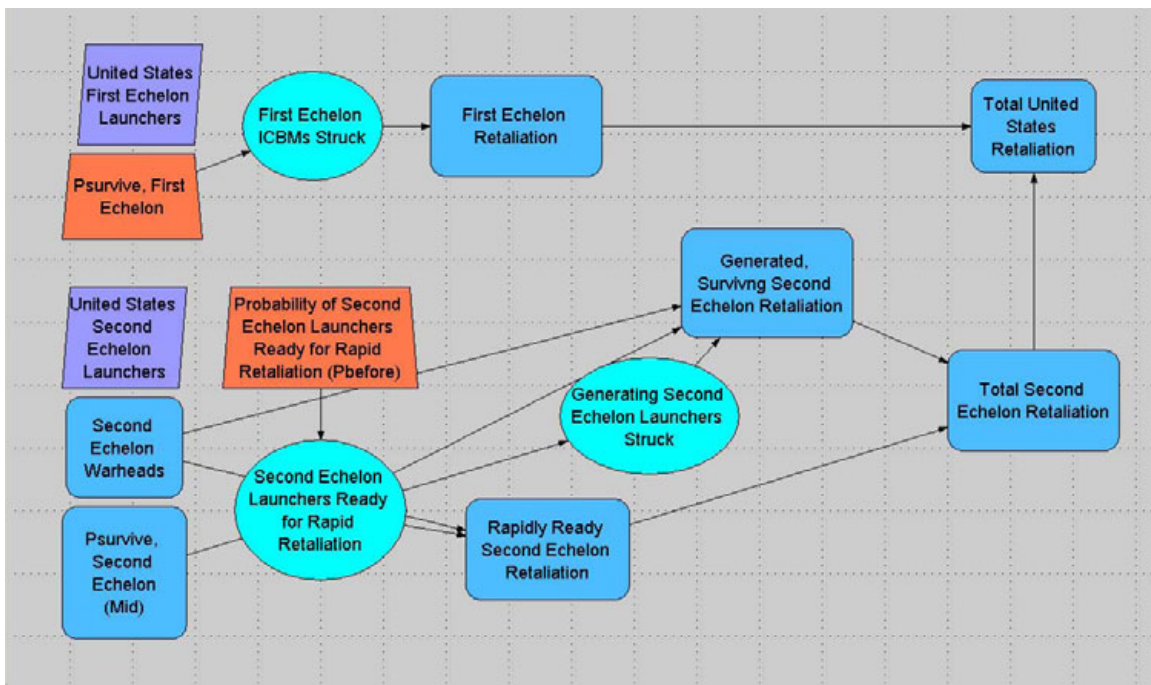 United States
First Echelon
Launchers
First Echelon
ICBMs Struck
First Echelon
Retaliation
Total United
States
Retaliation
Psurvive, First
Echelon
Generated,
Survivng Second
Echelon Retaliation
United States
Second
Echelon
Launchers
Probability of Second
Echelon Launchers
Ready for Rapid
Retaliation (Pbefore)
Generating Second
Echelon Launchers
Struck
Total Second
Echelon Retaliation
Second
Echelon
Warheads
Second Echelon
Launchers Ready
for Rapid
Retaliation
Rapidly Ready
Second Echelon
Retaliation
Psurvive,
Second
Echelon
(Mid)